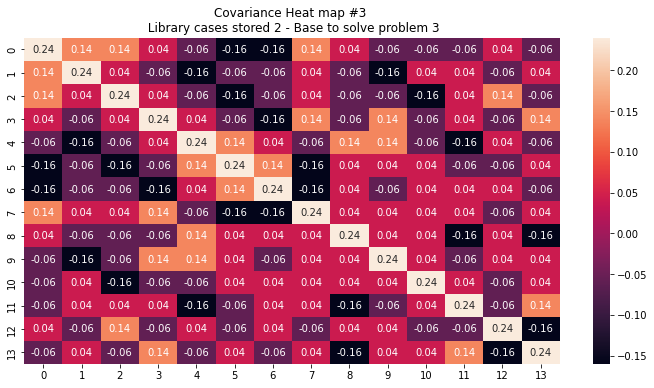 Covariance Heat map #3
Library cases stored 2 - Base to solve problem 3
0 0.24 0.14 0.14 0.04 -0.06 -0.16 -0.16 0.14 0.04 -0.06 -0.06 -0.06 0.04 -0.06
1 0.14 0.24 0.04 -0.06 -0.16 -0.06 -0.06 0.04 -0.06 -0.16 0.04 0.04 -0.06 0.04
2 0.14 0.04 0.24 0.04 -0.06 -0.16 -0.06 0.04 -0.06 -0.06 -0.16 0.04 0.14 -0.06
3 0.04 -0.06 0.04 0.24 0.04 -0.06 -0.16 0.14 -0.06 0.14 -0.06 0.04 -0.06 0.14
4 -0.06 -0.16 -0.06 0.04 0.24 0.14 0.04 -0.06 0.14 0.14 -0.06 -0.16 0.04 -0.06
5 -0.16 -0.06 -0.16 -0.06 0.14 0.24 0.14 -0.16 0.04 0.04 0.04 -0.06 -0.06 0.04
6 -0.16 -0.06 -0.06 -0.16 0.04 0.14 0.24 -0.16 0.04 -0.06 0.04 0.04 0.04 -0.06
7 0.14 0.04 0.04 0.14 -0.06 -0.16 -0.16 0.24 0.04 0.04 0.04 0.04 -0.06 0.04
8 0.04 -0.06 -0.06 -0.06 0.14 0.04 0.04 0.04 0.24 0.04 0.04 -0.16 0.04 -0.16
9 -0.06 -0.16 -0.06 0.14 0.14 0.04 -0.06 0.04 0.04 0.24 0.04 -0.06 0.04 0.04
10 -0.06 0.04 -0.16 -0.06 -0.06 0.04 0.04 0.04 0.04 0.04 0.24 0.04 -0.06 0.04
11 -0.06 0.04 0.04 0.04 -0.16 -0.06 0.04 0.04 -0.16 -0.06 0.04 0.24 -0.06 0.14
12 0.04 -0.06 0.14 -0.06 0.04 -0.06 0.04 -0.06 0.04 0.04 -0.06 -0.06 0.24 -0.16
13 -0.06 0.04 -0.06 0.14 -0.06 0.04 -0.06 0.04 -0.16 0.04 0.04 0.14 -0.16 0.24
0 1 2 3 4 5 6 7 8 9 10 11 12 13
0.20
0.15
0.10
0.05
0.00
-0.05
-0.10
-0.15